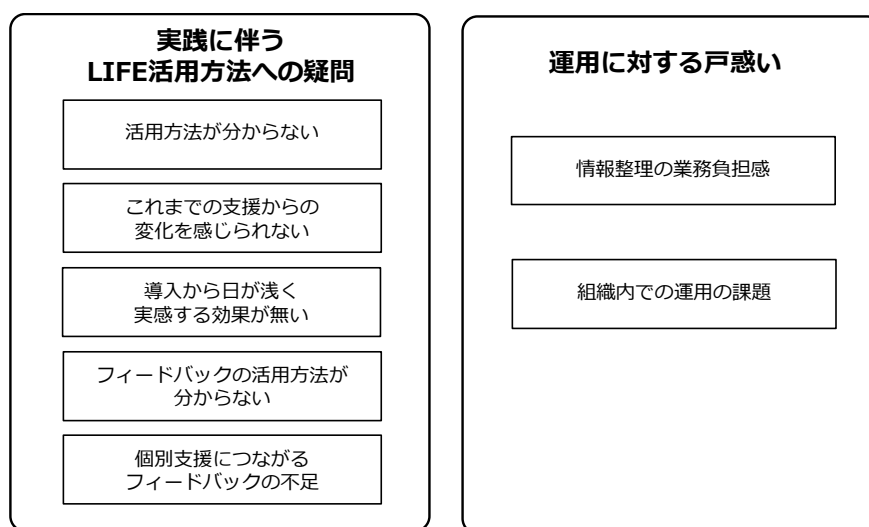 実践に伴う
LIFE活用方法への疑問
活用方法が分からない
これまでの支援からの
変化を感じられない
導入から日が浅く
実感する効果が無い
フィードバックの活用方法が
分からない
個別支援につながる
フィードバックの不足
運用に対する戸惑い
情報整理の業務負担感
組織内での運用の課題